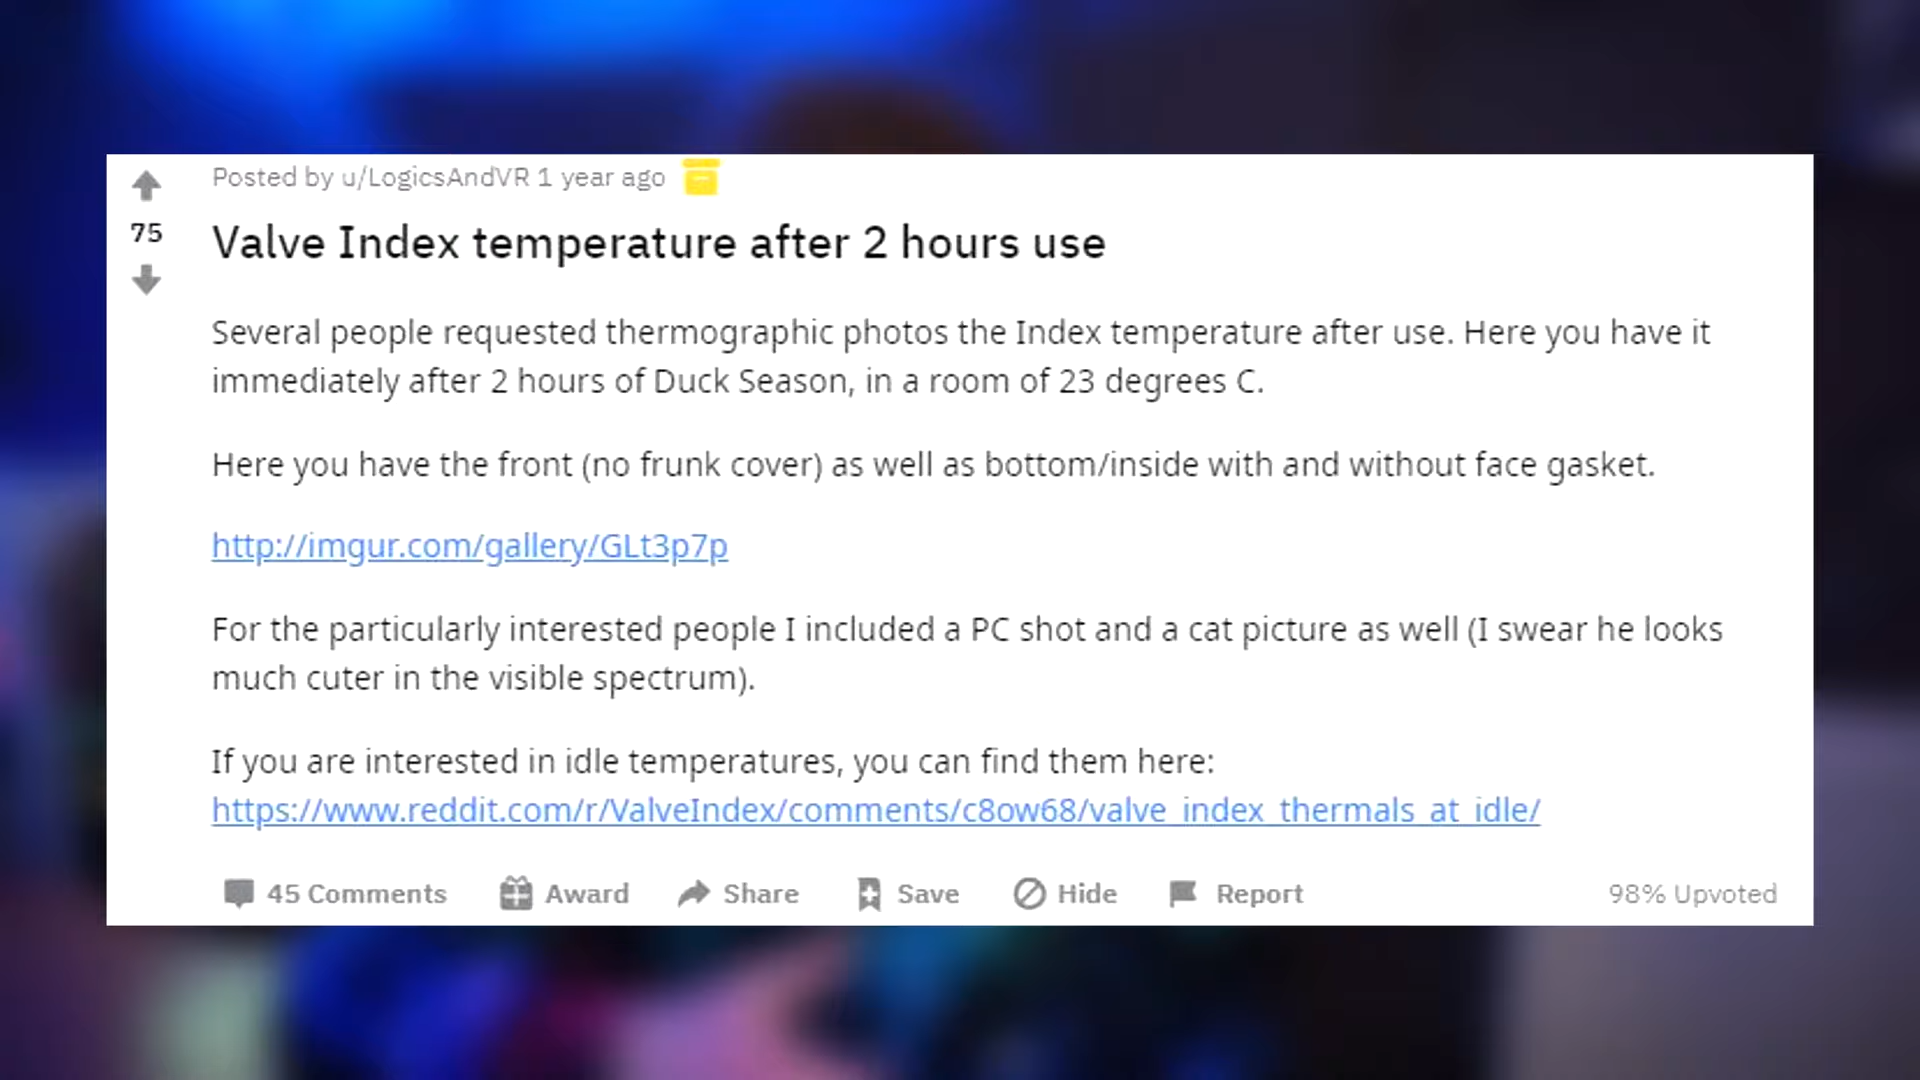 Posted by u/LogicsAndVR 1 year ago
75
Valve Index temperature after 2 hours use
Several people requested thermographic photos the Index temperature after use. Here you have it
immediately after 2 hours of Duck Season, in a room of 23 degrees C.
Here you have the front (no frunk cover) as well as bottom/inside with and without face gasket.
http://imgur.com/gallery/GLt3p7p
For the particularly interested people I included a PC shot and a cat picture as well (I swear he looks
much cuter in the visible spectrum).
If you are interested in idle temperatures, you can find them here:
https://www.reddit.com/r/ValveIndex/comments/c8ow68/valve_index_thermals_at_idle/
45 Comments Award Share Save Hide Report 98% Upvoted